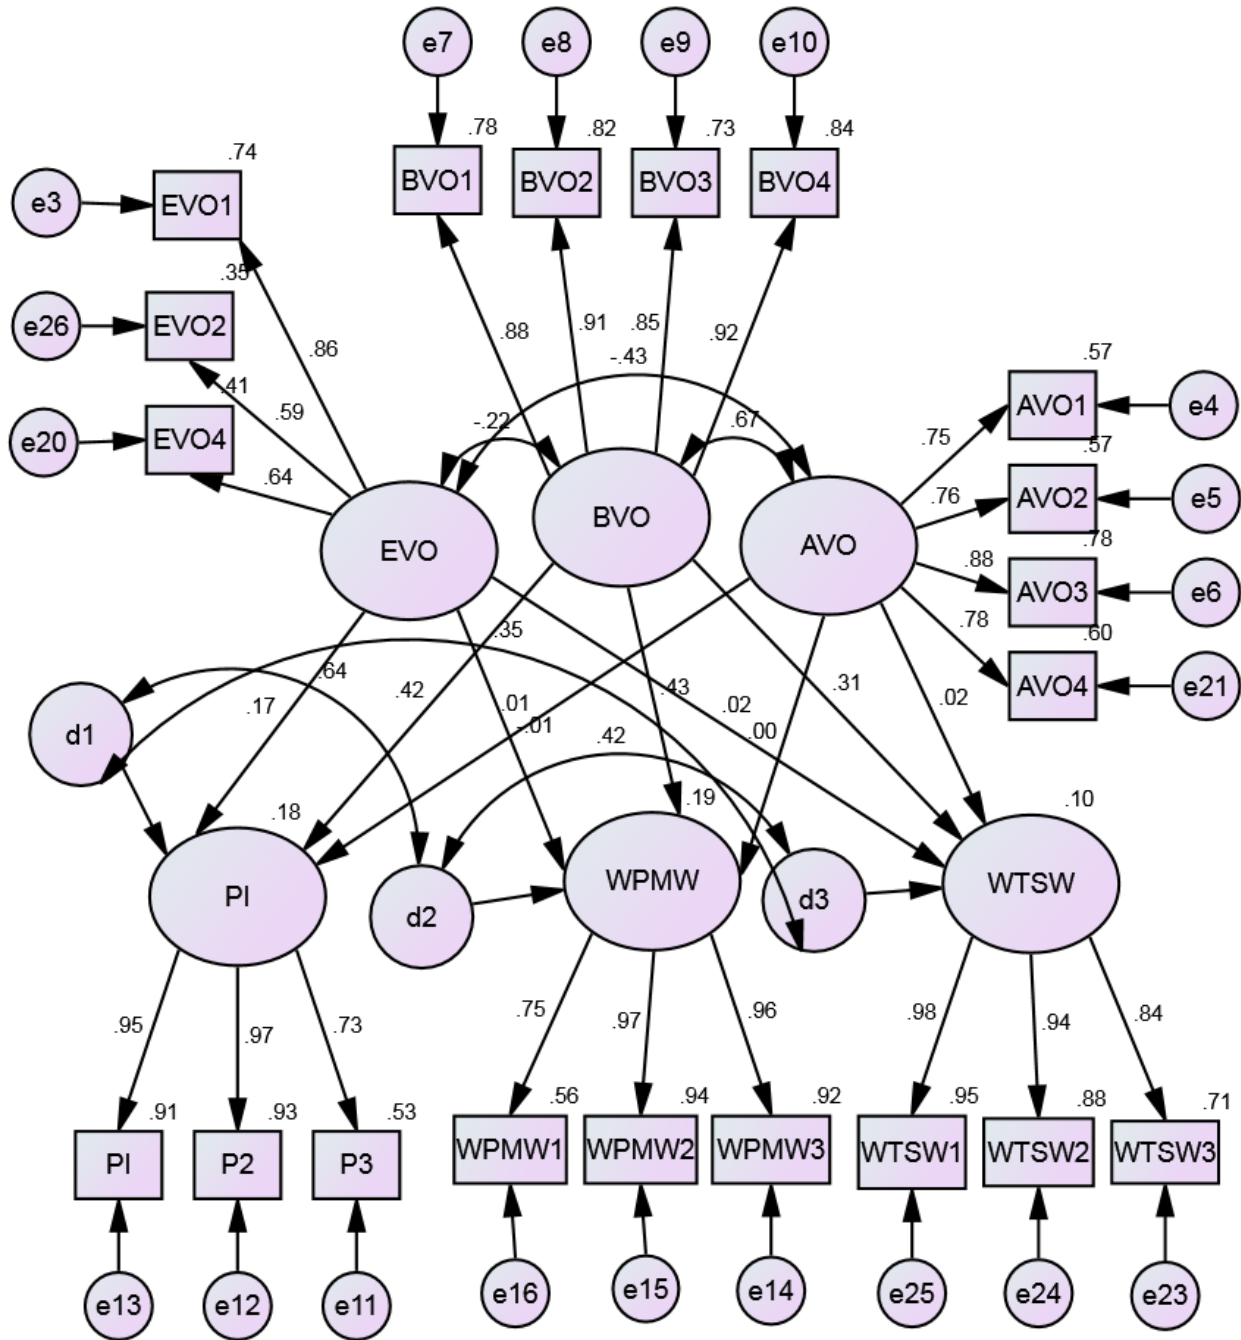 e7
e8
e9
e10
.78
.82
.73
.84
.74
BVO1
BVO2
BVO3
BVO4
e3
EVO1
.35
e26
EVO2
.88
.91
.85
.92
.86
-.43
.57
.41
.59
AVO1
e4
e20
EVO4
-.22
.67
.75
.57
.64
.76
AVO2
e5
EVO
BVO
AVO
.78
.88
AVO3
e6
.35
.78
.60
.64
.43
.31
.02
AVO4
e21
d1
.17
.42
.01
-.01
.02
.00
.42
.18
.19
.10
PI
d2
WPMW
d3
WTSW
.95
.97
.73
.75
.97
.96
.98
.94
.84
.91
.93
.53
.56
.94
.92
.95
.88
.71
PI
P2
P3
WPMW1
WPMW2
WPMW3
WTSW1
WTSW2
WTSW3
e13
e12
e11
e16
e15
e14
e25
e24
e23